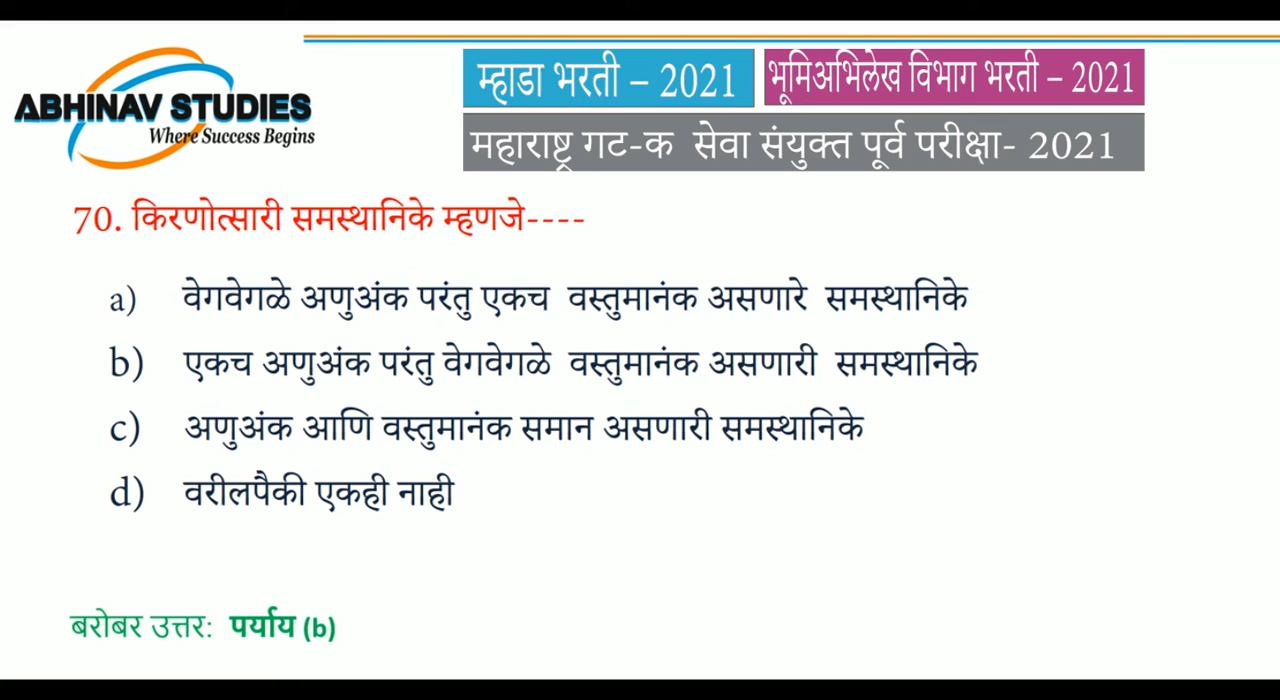 ABHINAV STUDIES
Where Success Begins
म्हाडा भरती – 2021
भूमिअभिलेख विभाग भरती – 2021
महाराष्ट्र गट-क सेवा संयुक्त पूर्व परीक्षा- 2021
70. किरणोत्सारी समस्थानिके म्हणजे----
a) वेगवेगळे अणुअंक परंतु एकच वस्तुमानंक असणारे समस्थानिके
b) एकच अणुअंक परंतु वेगवेगळे वस्तुमानंक असणारी समस्थानिके
c) अणुअंक आणि वस्तुमानंक समान असणारी समस्थानिके
d) वरीलपैकी एकही नाही
बरोबर उत्तर: पर्याय (b)